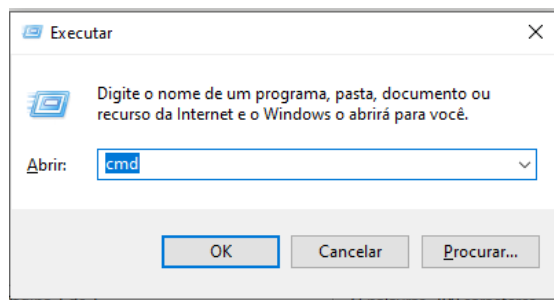 Executar
Digite o nome de um programa, pasta, documento ou
recurso da Internet e o Windows o abrirá para você.
Abrir:
cmd
OK
Cancelar
Procurar...